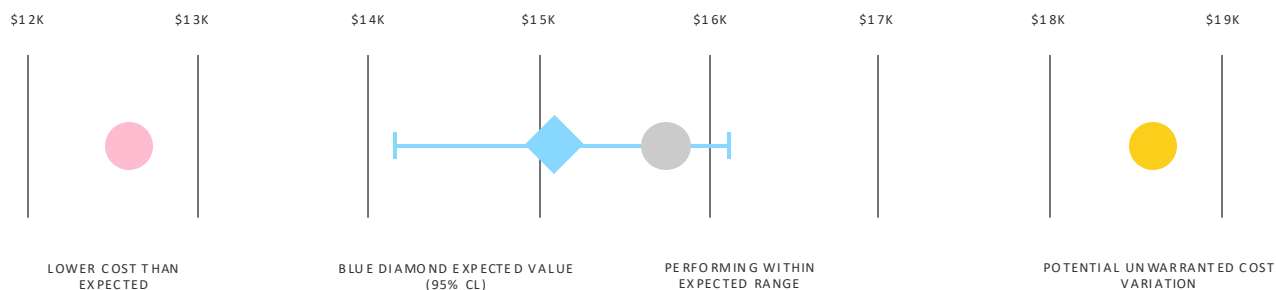 $12K $13K $14K $15K $16K $17K $18K $19K
LOWER COST THAN
EXPECTED
BLUE DIAMOND EXPECTED VALUE
(95% CL)
PERFORMING WITHIN
EXPECTED RANGE
POTENTIAL UNWARRANTED COST
VARIATION